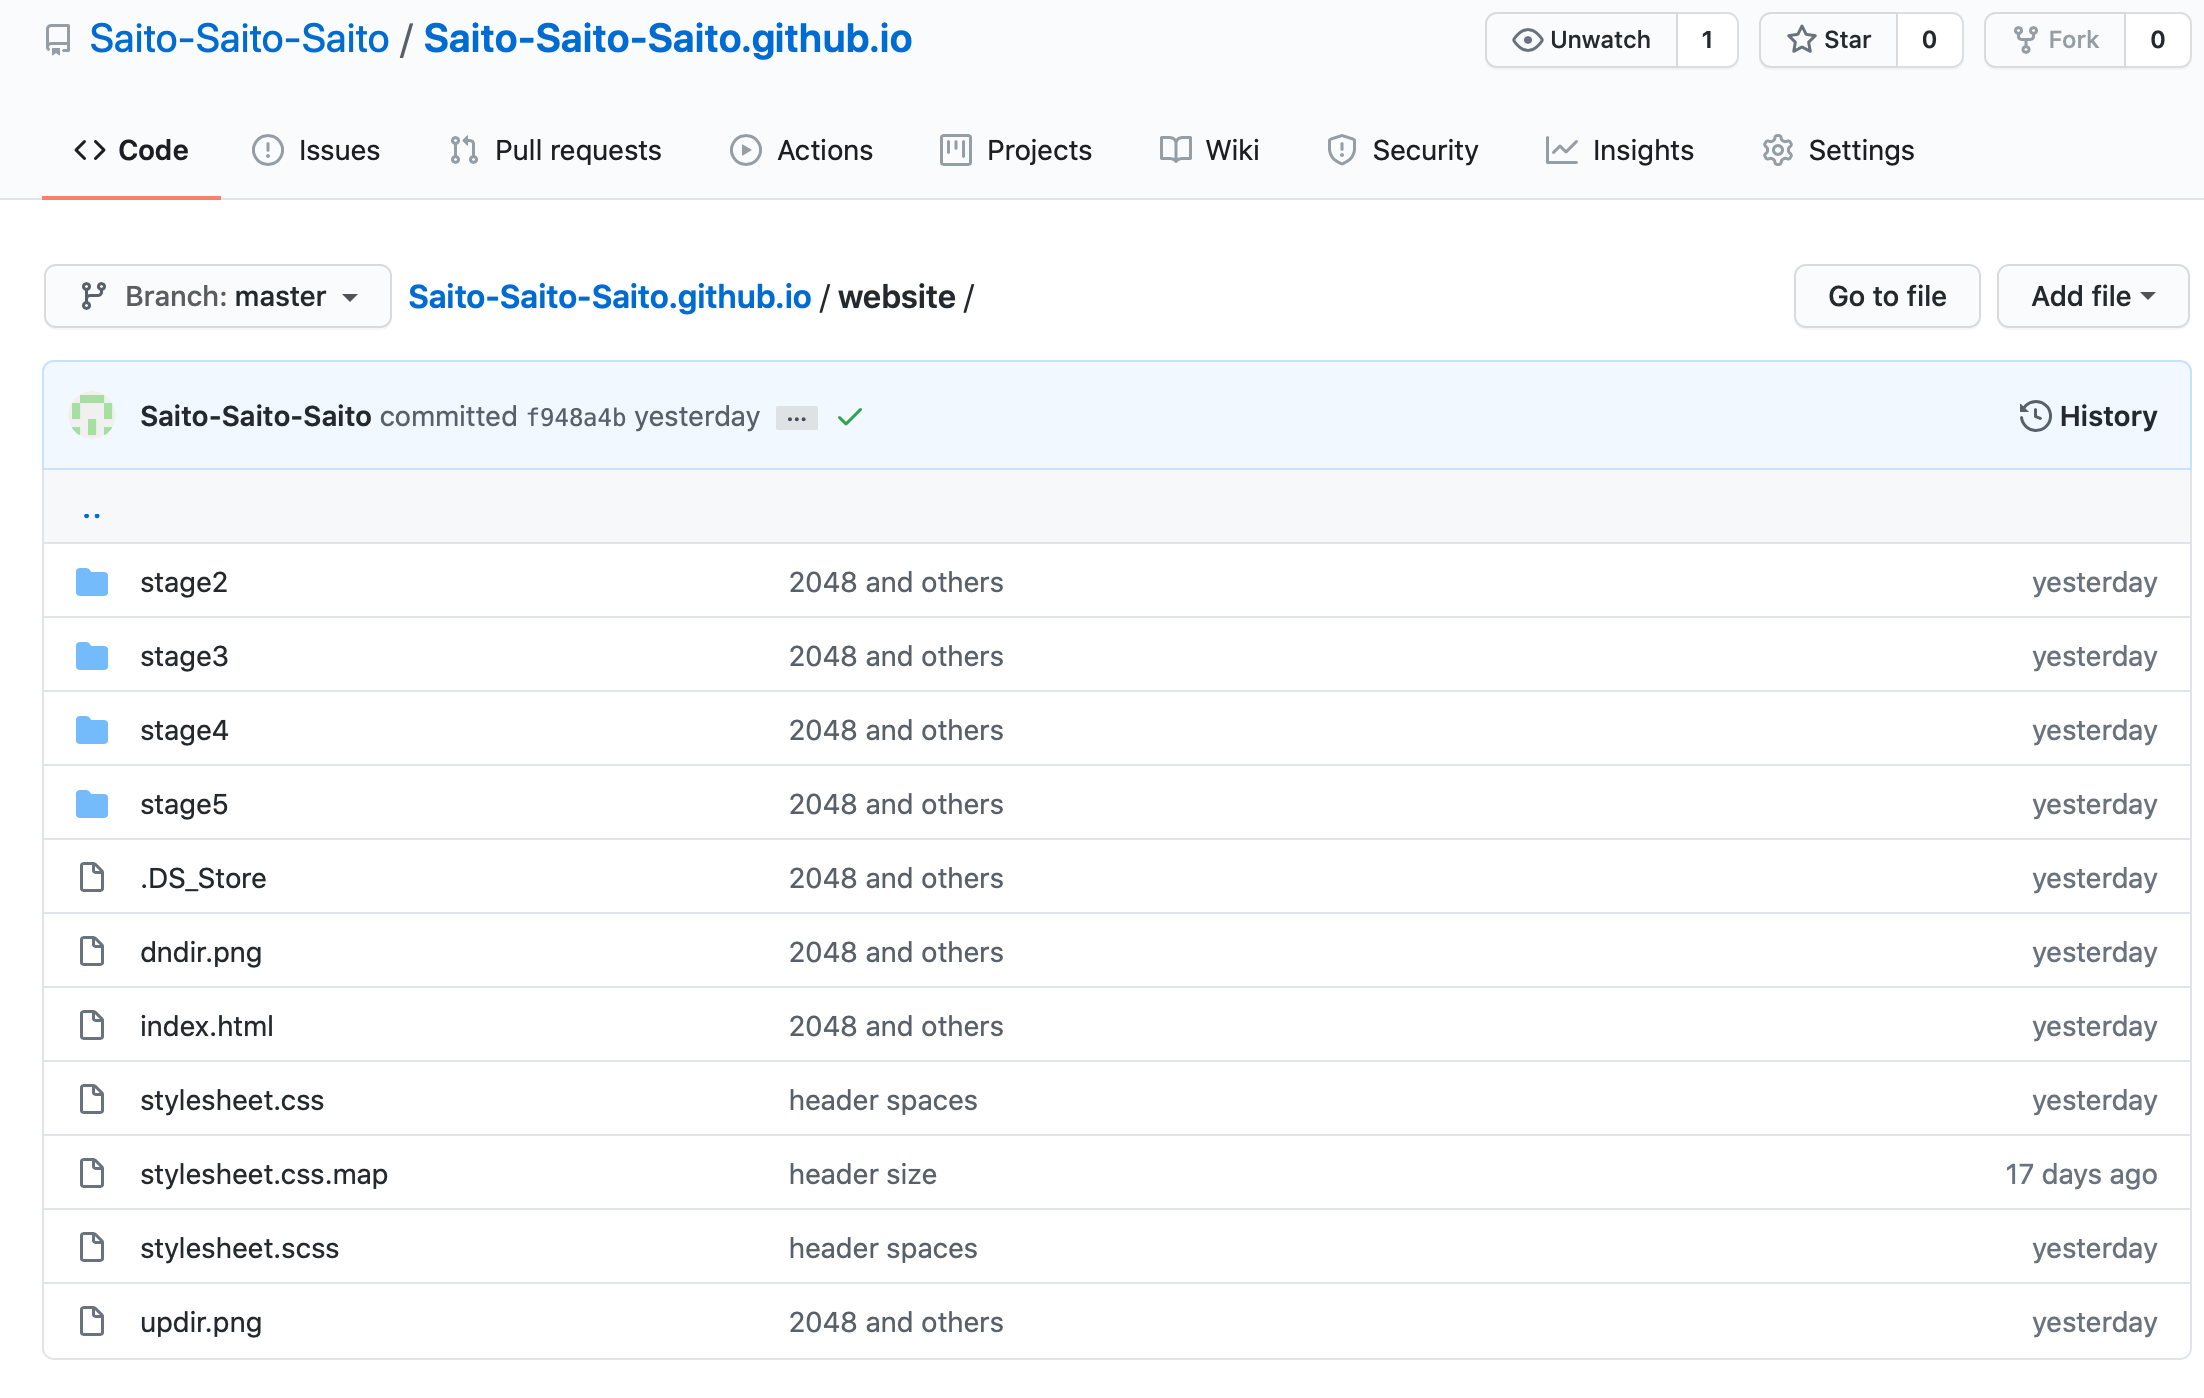 Saito-Saito-Saito / Saito-Saito-Saito.github.io Unwatch 1 Star 0 Fork 0
Code Issues Pull requests Actions Projects Wiki Security Insights Settings
Branch: master Saito-Saito-Saito.github.io / website / Go to file Add file
Saito-Saito-Saito committed f948a4b yesterday ... History
..
stage2 2048 and others yesterday
stage3 2048 and others yesterday
stage4 2048 and others yesterday
stage5 2048 and others yesterday
.DS_Store 2048 and others yesterday
dndir.png 2048 and others yesterday
index.html 2048 and others yesterday
stylesheet.css header spaces yesterday
stylesheet.css.map header size 17 days ago
stylesheet.scss header spaces yesterday
updir.png 2048 and others yesterday